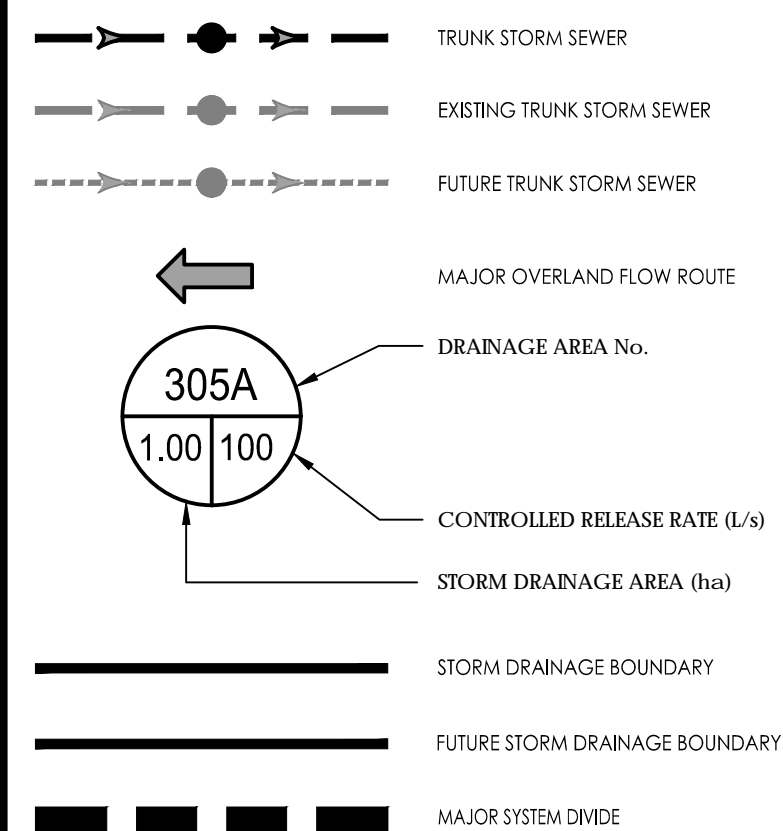 TRUNK STORM SEWER
EXISTING TRUNK STORM SEWER
FUTURE TRUNK STORM SEWER
MAJOR OVERLAND FLOW ROUTE
DRAINAGE AREA No.
305A
1.00 100
CONTROLLED RELEASE RATE (L/s)
STORM DRAINAGE AREA (ha)
STORM DRAINAGE BOUNDARY
FUTURE STORM DRAINAGE BOUNDARY
MAJOR SYSTEM DIVIDE